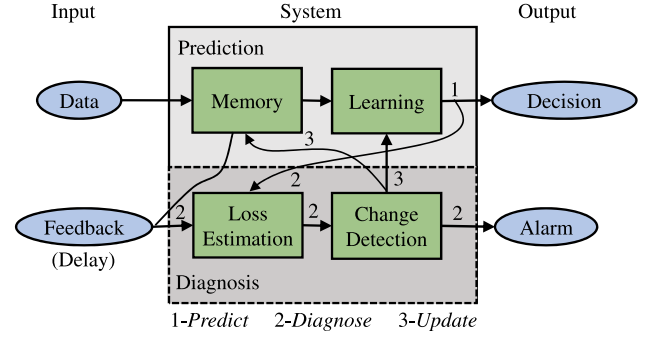 Input System Output
Prediction
Data Memory Learning 1 Decision
3
2 3
Feedback 2 Loss Estimation 2 Change Detection 2 Alarm
(Delay)
Diagnosis
1-Predict 2-Diagnose 3-Update